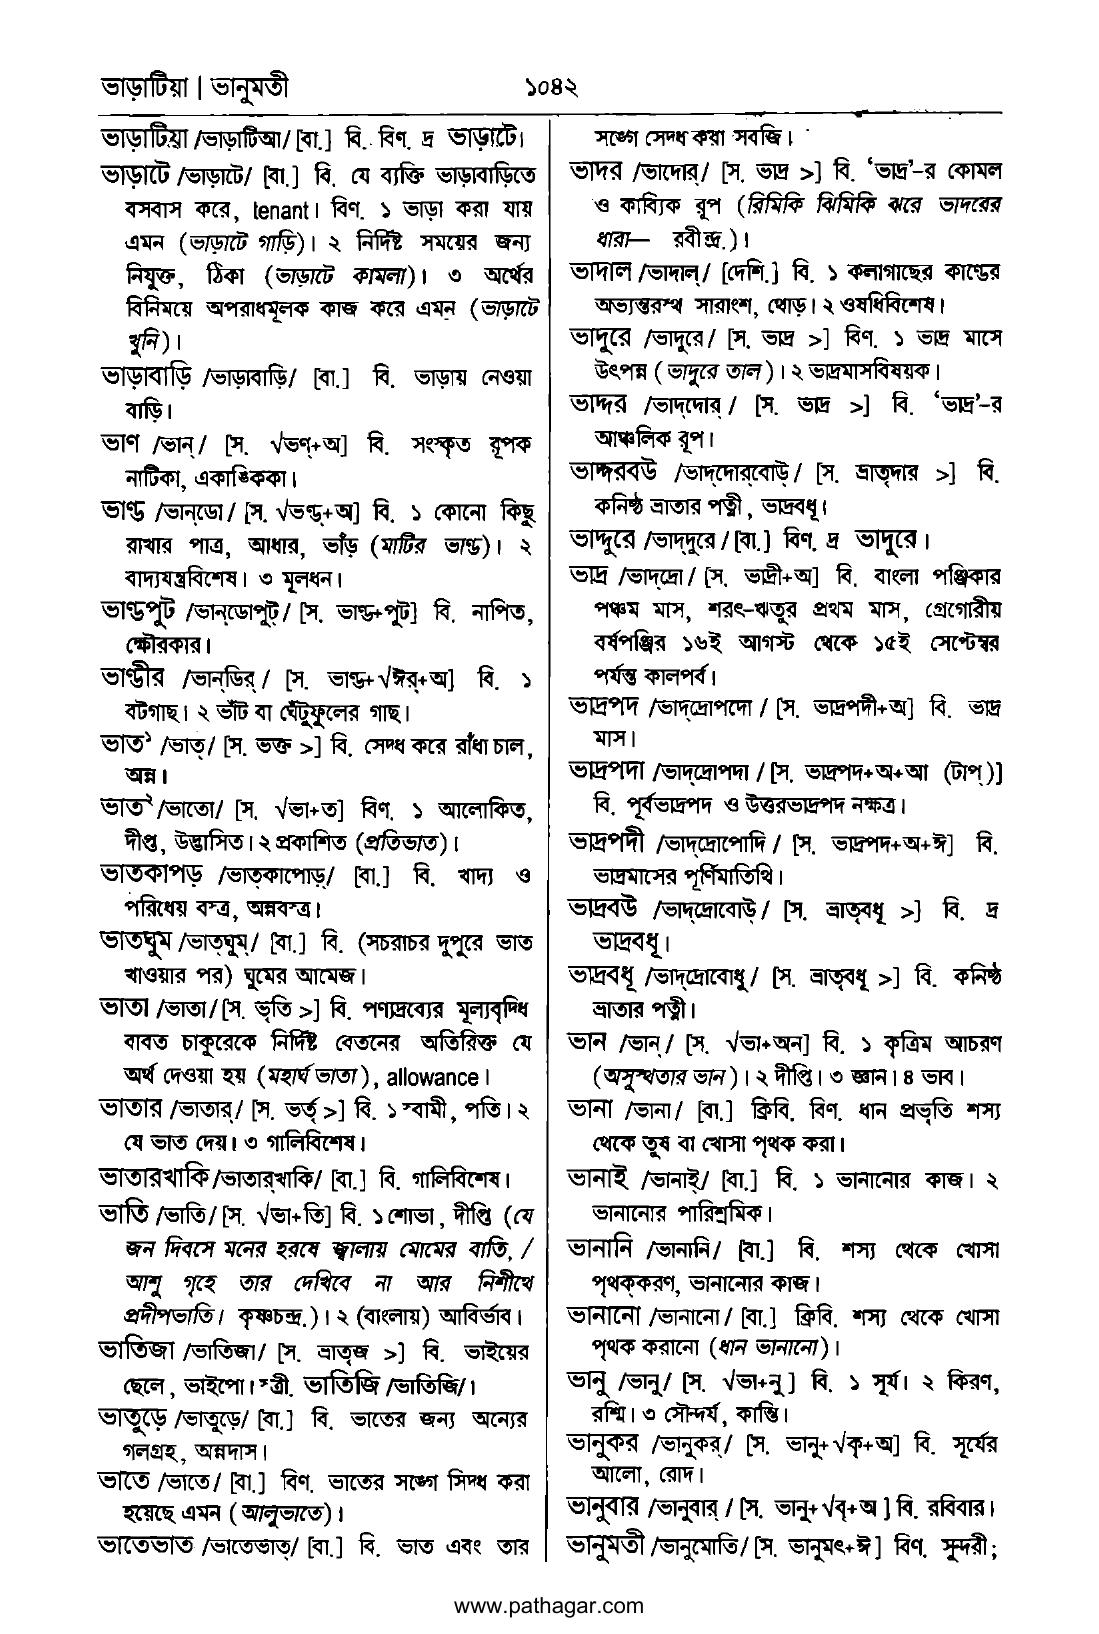 ভাড়াটিয়া | ভানুমতী
১০৪২
ভাড়াটিয়া /ভাড়াটিআ/ [বা.] বি. বিণ. দ্র ভাড়াটে।
ভাড়াটে /ভাড়াটে/ [বা.] বি. যে ব্যক্তি ভাড়াবাড়িতে
বসবাস করে, tenant। বিণ. ১ ভাড়া করা যায়
এমন (ভাড়াটে গাড়ি)। ২ নির্দিষ্ট সময়ের জন্য
নিযুক্ত, ঠিকা (ভাড়াটে কামলা)। ৩ অর্থের
বিনিময়ে অপরাধমূলক কাজ করে এমন (ভাড়াটে
খুনি)।
ভাড়াবাড়ি /ভাড়াবাড়ি/ [বা.] বি. ভাড়ায় নেওয়া
বাড়ি।
ভাণ /ভান্/ [স. √ভণ্+অ] বি. সংস্কৃত রূপক
নাটিকা, একাঙ্কিকা।
ভাণ্ড /ভান্‌ডো/ [স. √ভণ্ড্+অ] বি. ১ কোনো কিছু
রাখার পাত্র, আধার, ভাঁড় (মাটির ভাণ্ড)। ২
বাদ্যযন্ত্রবিশেষ। ৩ মূলধন।
ভাণ্ডপুট /ভান্‌ডোপুট্/ [স. ভাণ্ড+পুট] বি. নাপিত,
ক্ষৌরকার।
ভাণ্ডীর /ভান্‌ডির্/ [স. ভাণ্ড+√ঈর্+অ] বি. ১
বটগাছ। ২ ভাঁট বা ঘেঁটুফুলের গাছ।
ভাত১ /ভাত্/ [স. ভক্ত >] বি. সেদ্ধ করে রাঁধা চাল,
অন্ন।
ভাত২ /ভাতো/ [স. √ভা+ত] বিণ. ১ আলোকিত,
দীপ্ত, উদ্ভাসিত। ২ প্রকাশিত (প্রতিভাত)।
ভাতকাপড় /ভাত্‌কাপোড়্/ [বা.] বি. খাদ্য ও
পরিধেয় বস্ত্র, অন্নবস্ত্র।
ভাতঘুম /ভাত্‌ঘুম্/ [বা.] বি. (সচরাচর দুপুরে ভাত
খাওয়ার পর) ঘুমের আমেজ।
ভাতা /ভাতা/ [স. ভৃতি >] বি. পণ্যদ্রব্যের মূল্যবৃদ্ধি
বাবত চাকুরেকে নির্দিষ্ট বেতনের অতিরিক্ত যে
অর্থ দেওয়া হয় (মহার্ঘ ভাতা), allowance।
ভাতার /ভাতার্/ [স. ভর্তৃ >] বি. ১ স্বামী, পতি। ২
যে ভাত দেয়। ৩ গালিবিশেষ।
ভাতারখাকি /ভাতার্‌খাকি/ [বা.] বি. গালিবিশেষ।
ভাতি /ভাতি/ [স. √ভা+তি] বি. ১ শোভা, দীপ্তি (যে
জন দিবসে মনের হরষে জ্বালায় মোমের বাতি, /
আশু গৃহে তার দেখিবে না আর নিশীথে
প্রদীপভাতি। কৃষ্ণচন্দ্র.)। ২ (বাংলায়) আবির্ভাব।
ভাতিজা /ভাতিজা/ [স. ভ্রাতৃজ >] বি. ভাইয়ের
ছেলে, ভাইপো। স্ত্রী. ভাতিজি /ভাতিজি/।
ভাতুড়ে /ভাতুড়ে/ [বা.] বি. ভাতের জন্য অন্যের
গলগ্রহ, অন্নদাস।
ভাতে /ভাতে/ [বা.] বিণ. ভাতের সঙ্গে সিদ্ধ করা
হয়েছে এমন (আলুভাতে)।
ভাতেভাত /ভাতেভাত্/ [বা.] বি. ভাত এবং তার
সঙ্গে সেদ্ধ করা সবজি।
ভাদর /ভাদোর্/ [স. ভাদ্র >] বি. ‘ভাদ্র’-র কোমল
ও কাব্যিক রূপ (রিমিকি ঝিমিকি ঝরে ভাদরের
ধারা— রবীন্দ্র.)।
ভাদাল /ভাদাল্/ [দেশি.] বি. ১ কলাগাছের কাণ্ডের
অভ্যন্তরস্থ সারাংশ, থোড়। ২ ওষধিবিশেষ।
ভাদুরে /ভাদুরে/ [স. ভাদ্র >] বিণ. ১ ভাদ্র মাসে
উৎপন্ন (ভাদুরে তাল)। ২ ভাদ্রমাসবিষয়ক।
ভাদ্দর /ভাদ্‌দোর্/ [স. ভাদ্র >] বি. ‘ভাদ্র’-র
আঞ্চলিক রূপ।
ভাদ্দরবউ /ভাদ্‌দোর্‌বোউ্/ [স. ভ্রাতৃদার >] বি.
কনিষ্ঠ ভ্রাতার পত্নী, ভাদ্রবধূ।
ভাদ্দুরে /ভাদ্‌দুরে/ [বা.] বিণ. দ্র ভাদুরে।
ভাদ্র /ভাদ্‌দ্রো/ [স. ভাদ্রী+অ] বি. বাংলা পঞ্জিকার
পঞ্চম মাস, শরৎ-ঋতুর প্রথম মাস, গ্রেগোরীয়
বর্ষপঞ্জির ১৬ই আগস্ট থেকে ১৫ই সেপ্টেম্বর
পর্যন্ত কালপর্ব।
ভাদ্রপদ /ভাদ্‌দ্রোপদো/ [স. ভাদ্রপদী+অ] বি. ভাদ্র
মাস।
ভাদ্রপদা /ভাদ্‌দ্রোপদা/ [স. ভাদ্রপদ+অ+আ (টাপ্)]
বি. পূর্বভাদ্রপদ ও উত্তরভাদ্রপদ নক্ষত্র।
ভাদ্রপদী /ভাদ্‌দ্রোপোদি/ [স. ভাদ্রপদ+অ+ঈ] বি.
ভাদ্রমাসের পূর্ণিমাতিথি।
ভাদ্রবউ /ভাদ্‌দ্রোবোউ্/ [স. ভ্রাতৃবধূ >] বি. দ্র
ভাদ্রবধূ।
ভাদ্রবধূ /ভাদ্‌দ্রোবোধু/ [স. ভ্রাতৃবধূ >] বি. কনিষ্ঠ
ভ্রাতার পত্নী।
ভান /ভান্/ [স. √ভা+অন] বি. ১ কৃত্রিম আচরণ
(অসুস্থতার ভান)। ২ দীপ্তি। ৩ জ্ঞান। ৪ ভাব।
ভানা /ভানা/ [বা.] ক্রিবি. বিণ. ধান প্রভৃতি শস্য
থেকে তুষ বা খোসা পৃথক করা।
ভানাই /ভানাই্/ [বা.] বি. ১ ভানানোর কাজ। ২
ভানানোর পারিশ্রমিক।
ভানানি /ভানানি/ [বা.] বি. শস্য থেকে খোসা
পৃথক্‌করণ, ভানানোর কাজ।
ভানানো /ভানানো/ [বা.] ক্রিবি. শস্য থেকে খোসা
পৃথক করানো (ধান ভানানো)।
ভানু /ভানু/ [স. √ভা+নু] বি. ১ সূর্য। ২ কিরণ,
রশ্মি। ৩ সৌন্দর্য, কান্তি।
ভানুকর /ভানুকর্/ [স. ভানু+√কৃ+অ] বি. সূর্যের
আলো, রোদ।
ভানুবার /ভানুবার্/ [স. ভানু+√বৃ+অ] বি. রবিবার।
ভানুমতী /ভানুমোতি/ [স. ভানুমৎ+ঈ] বিণ. সুন্দরী;
www.pathagar.com